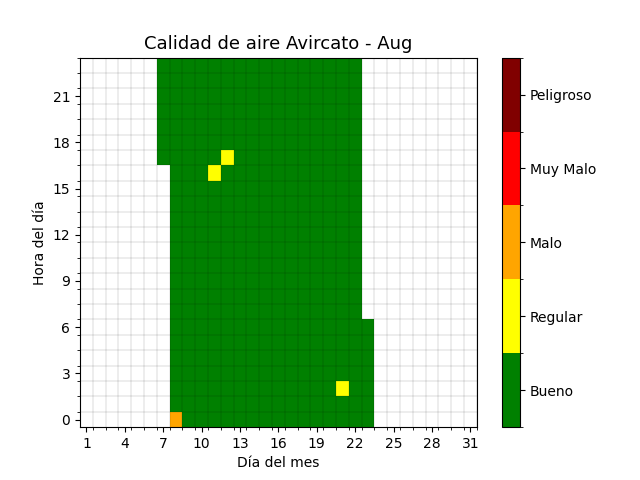 Calidad de aire Avircato - Aug
21
18
15
12
9
6
3
0
Hora del día
1 4 7 10 13 16 19 22 25 28 31
Día del mes
Peligroso
Muy Malo
Malo
Regular
Bueno